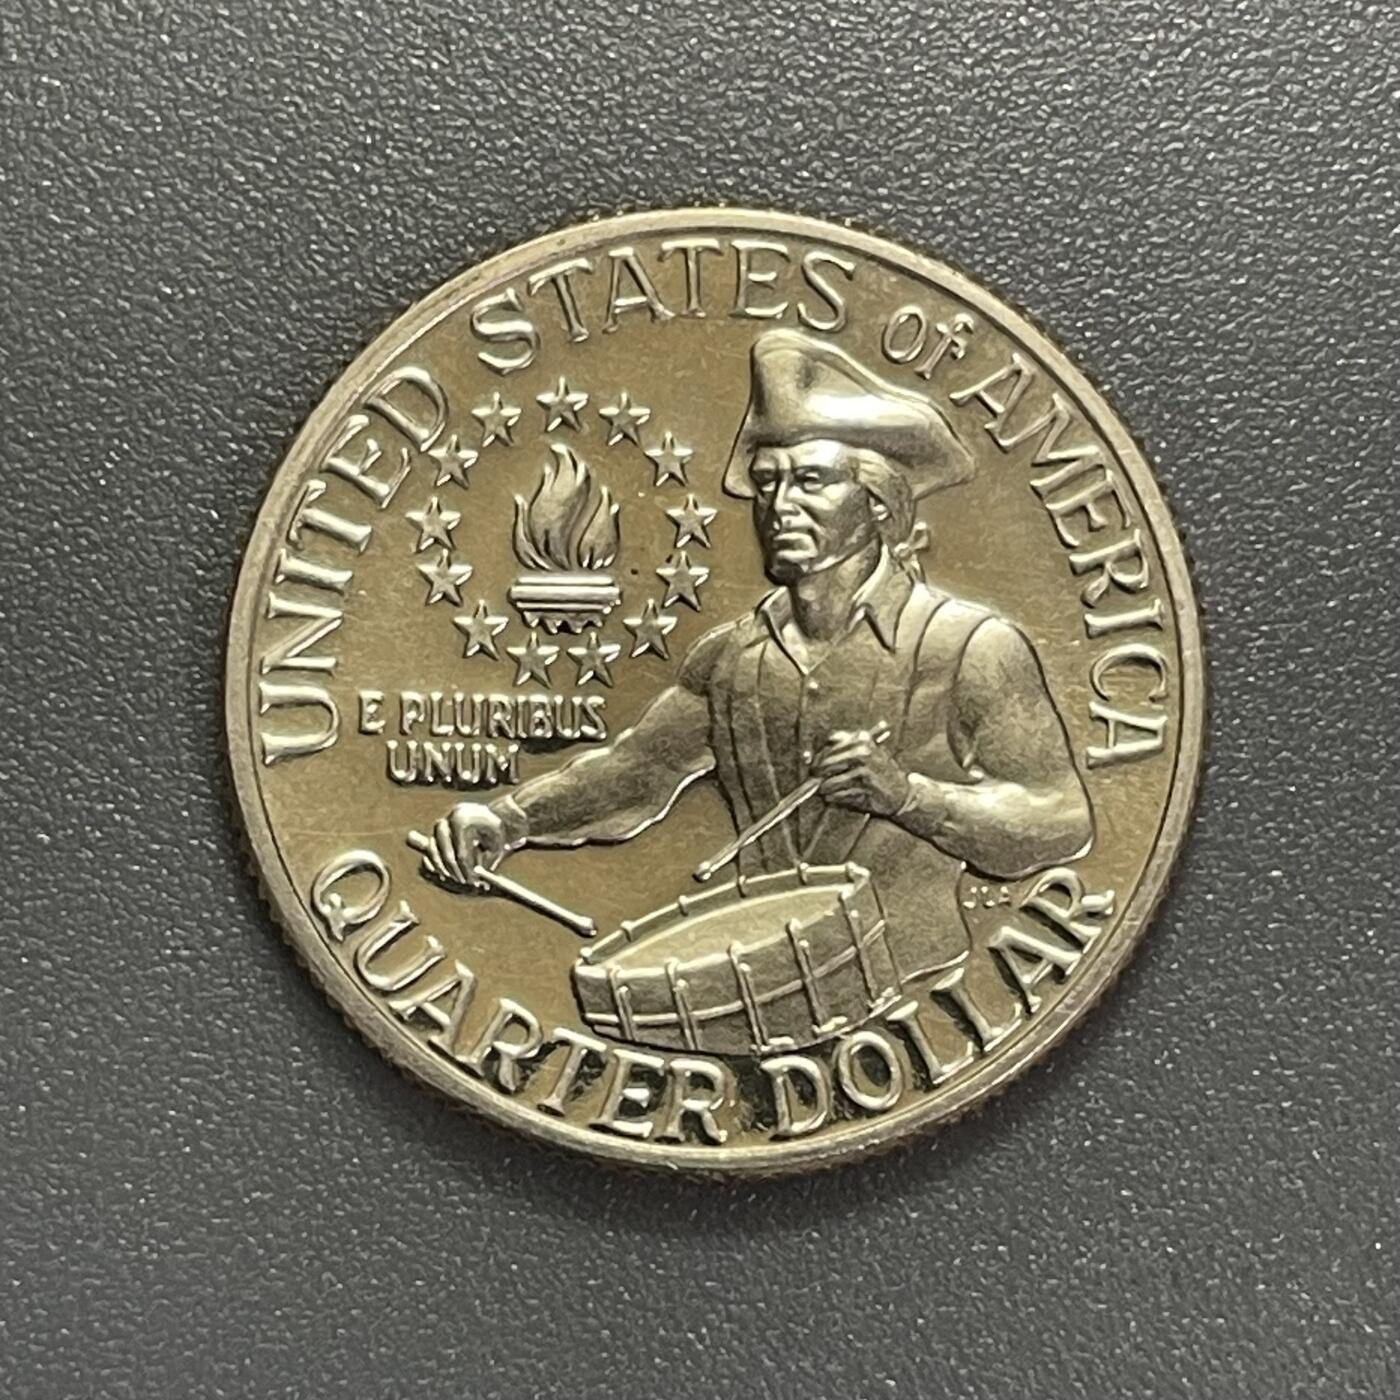 UNITED STATES of AMERICA
E PLURIBUS
UNUM
QUARTER DOLLAR